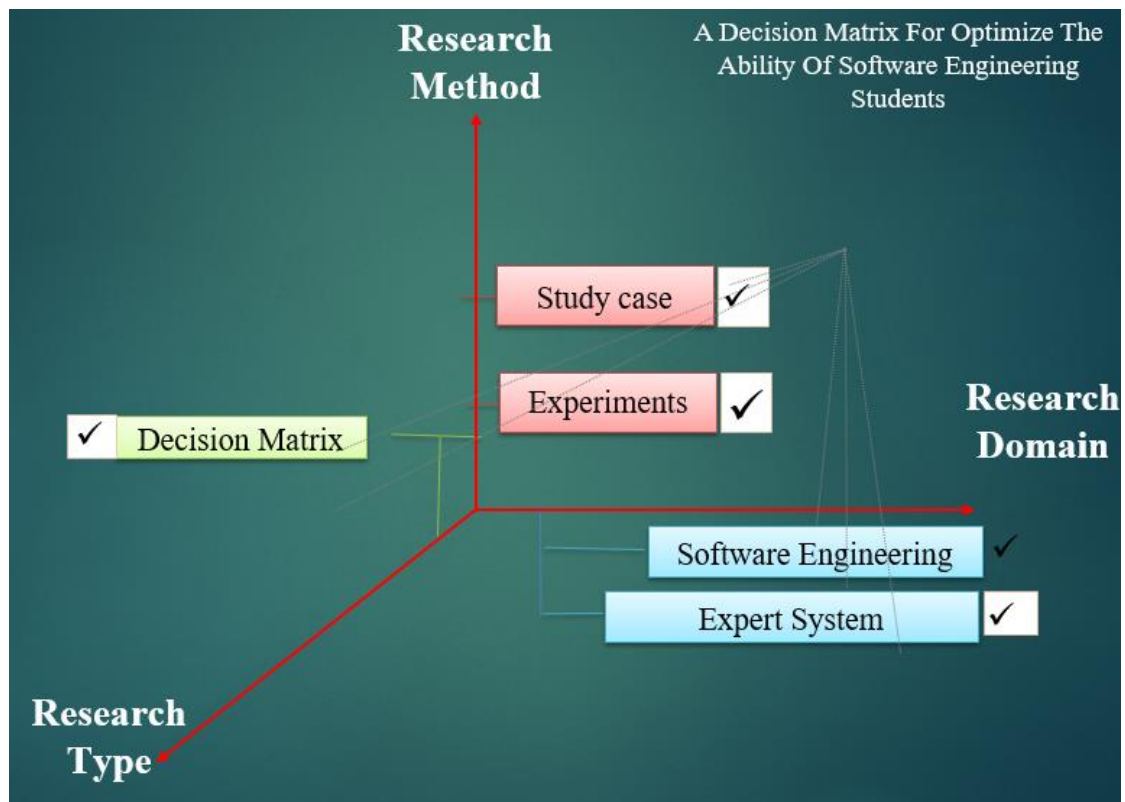 Research
Method
A Decision Matrix For Optimize The
Ability Of Software Engineering
Students
Study case
Experiments
Decision Matrix
Research
Domain
Software Engineering
Expert System
Research
Type